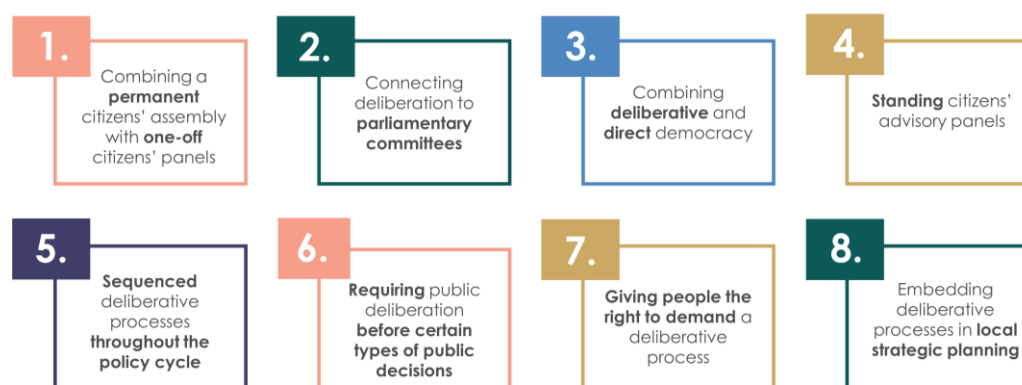 1.
Combining a
permanent
citizens' assembly
with one-off
citizens' panels
2.
Connecting
deliberation to
parliamentary
committees
3.
Combining
deliberative and
direct democracy
4.
Standing citizens'
advisory panels
5.
Sequenced
deliberative
processes
throughout the
policy cycle
6.
Requiring public
deliberation
before certain
types of public
decisions
7.
Giving people the
right to demand a
deliberative
process
8.
Embedding
deliberative
processes in local
strategic planning